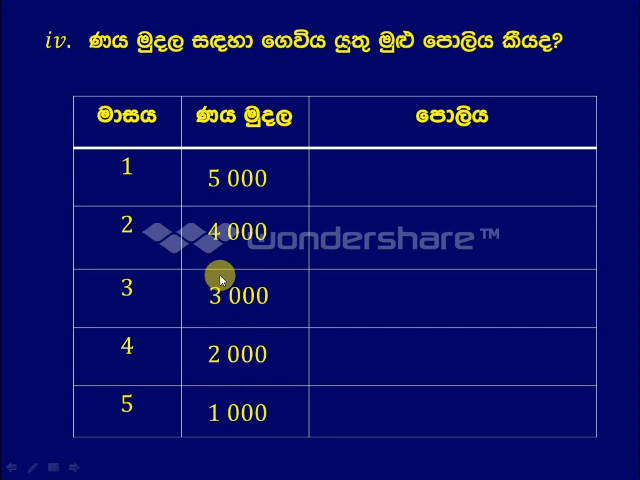 iv. ණය මුදල සඳහා ගෙවිය යුතු මුළු පොලිය කීයද?
මාසය ණය මුදල පොලිය
1 5 000
2 4 000
wondershare™
3 3 000
4 2 000
5 1 000